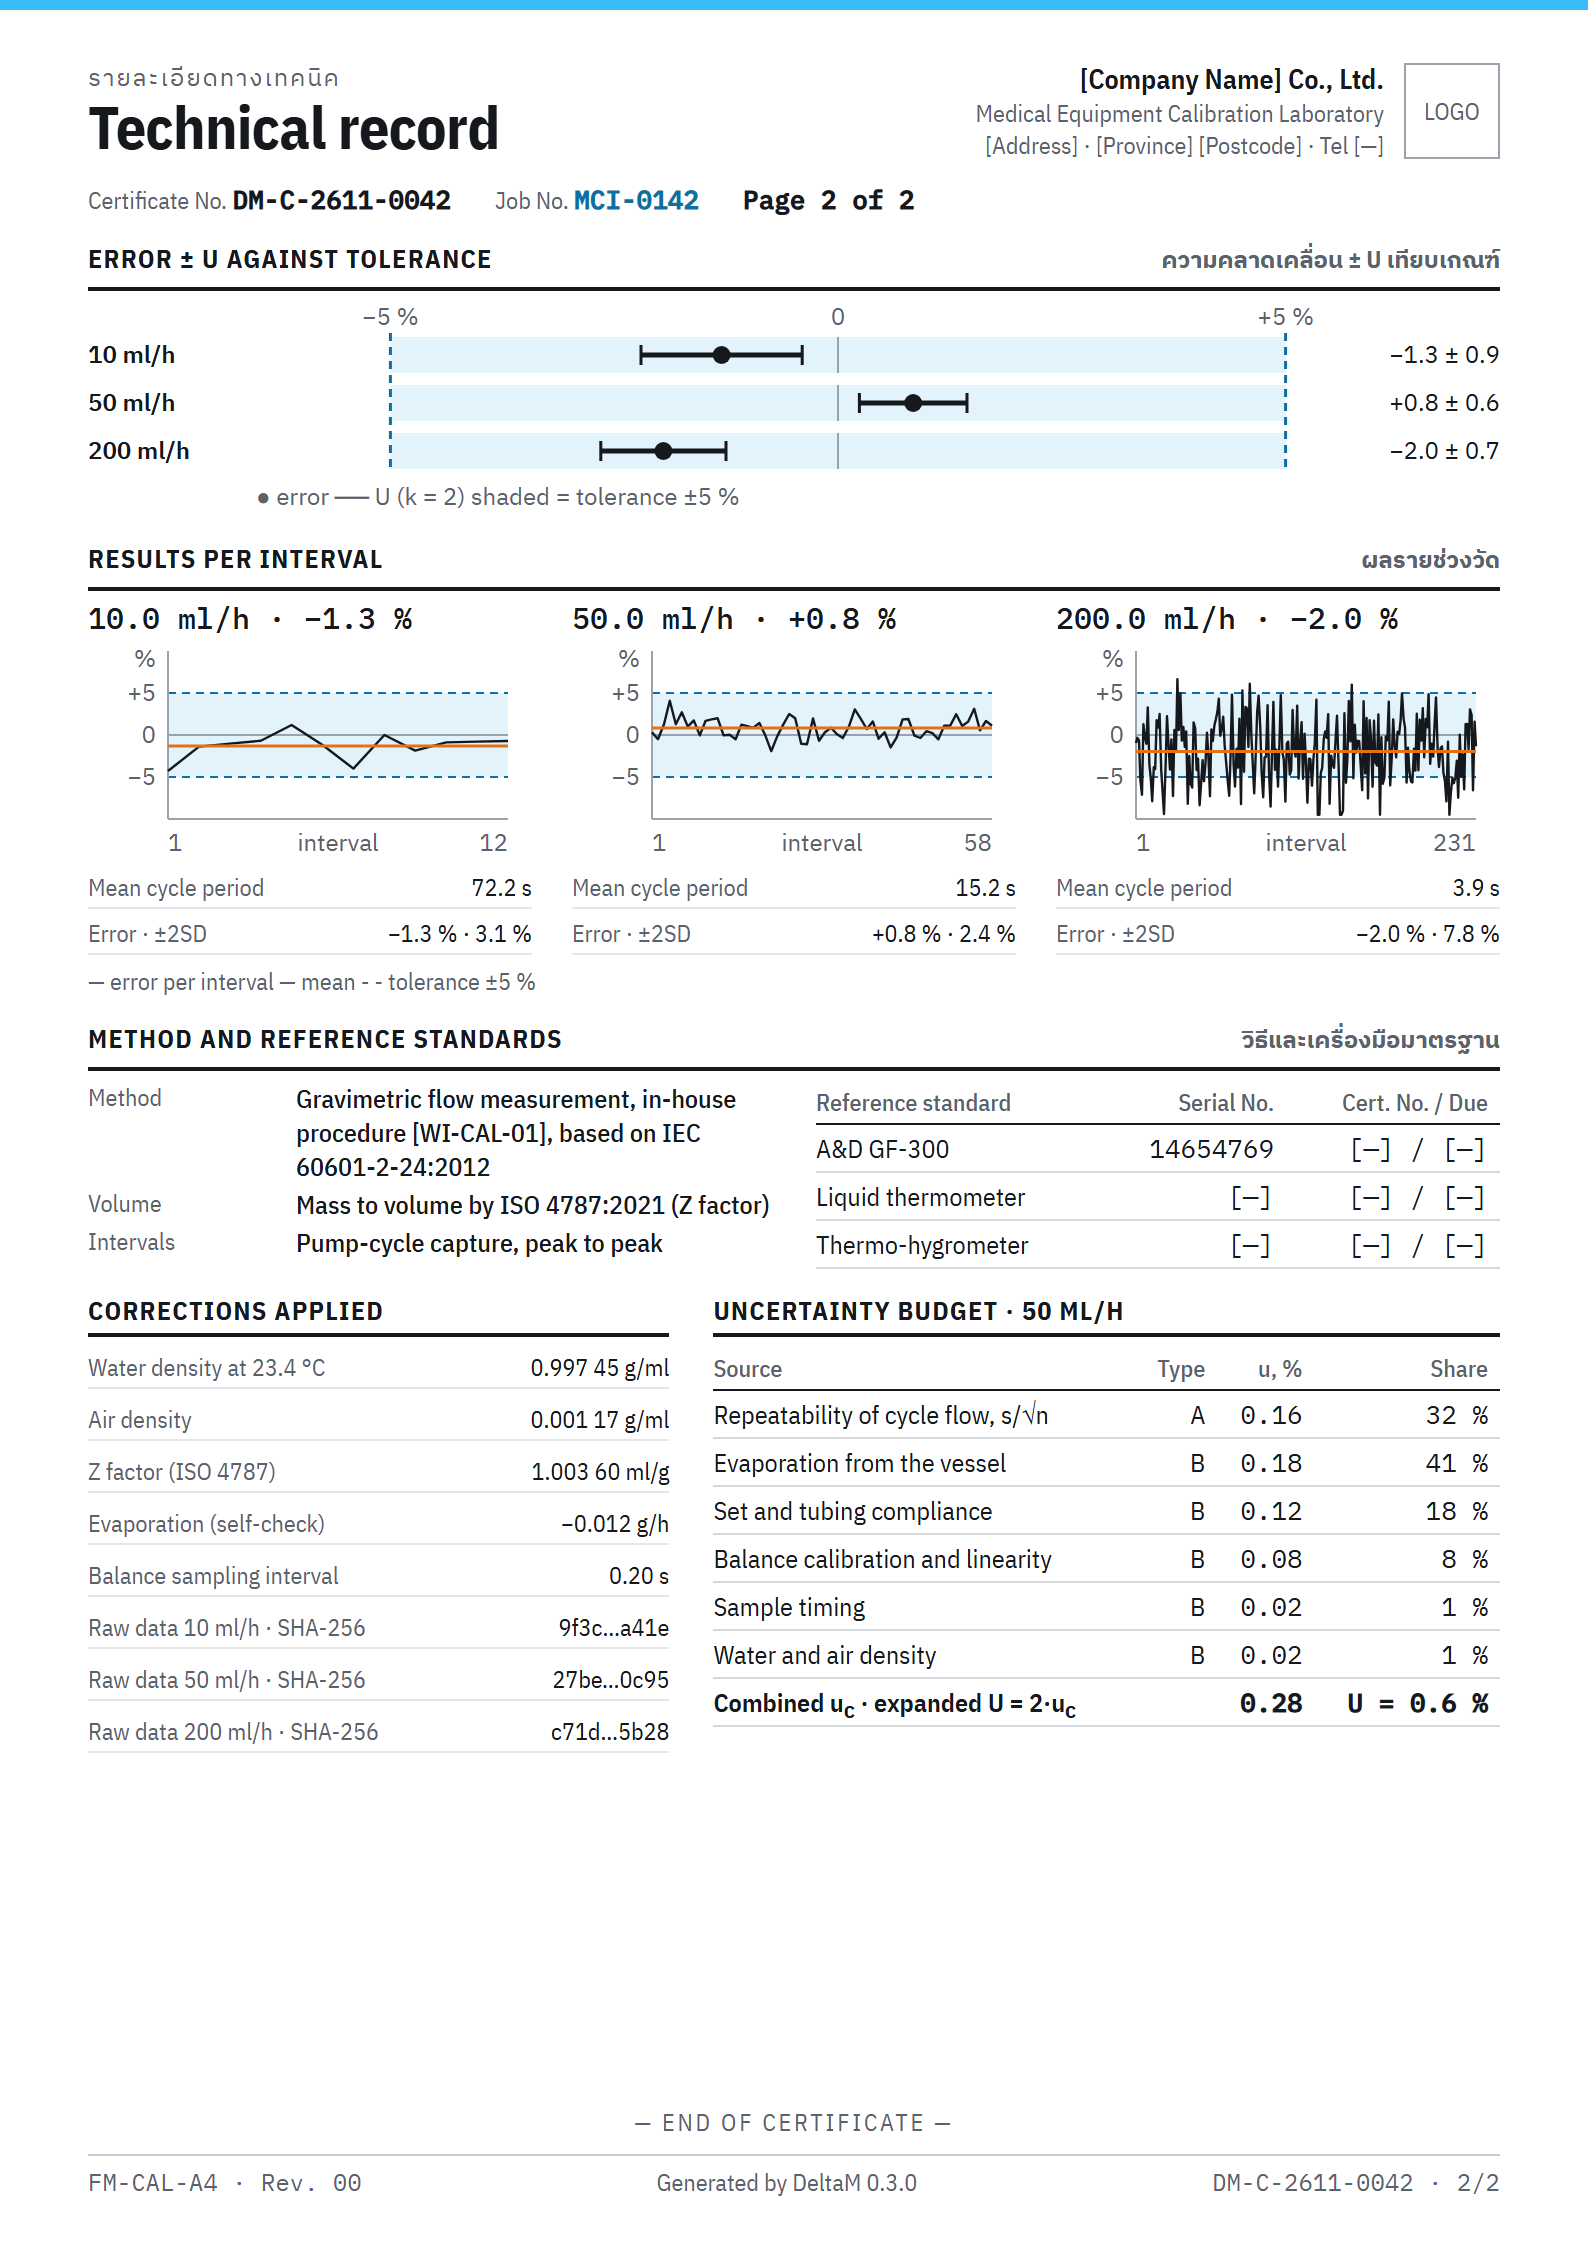 รายละเอียดทางเทคนิค
Technical record
[Company Name] Co., Ltd.
Medical Equipment Calibration Laboratory
[Address] · [Province] [Postcode] · Tel [—]
LOGO
Certificate No. DM-C-2611-0042 Job No. MCI-0142 Page 2 of 2
ERROR ± U AGAINST TOLERANCE ความคลาดเคลื่อน ± U เทียบเกณฑ์
−5 % 0 +5 %
10 ml/h −1.3 ± 0.9
50 ml/h +0.8 ± 0.6
200 ml/h −2.0 ± 0.7
● error —— U (k = 2) shaded = tolerance ±5 %
RESULTS PER INTERVAL ผลรายช่วงวัด
10.0 ml/h · −1.3 %
%
+5
0
−5
1 interval 12
Mean cycle period 72.2 s
Error · ±2SD −1.3 % · 3.1 %
50.0 ml/h · +0.8 %
%
+5
0
−5
1 interval 58
Mean cycle period 15.2 s
Error · ±2SD +0.8 % · 2.4 %
200.0 ml/h · −2.0 %
%
+5
0
−5
1 interval 231
Mean cycle period 3.9 s
Error · ±2SD −2.0 % · 7.8 %
— error per interval — mean - - tolerance ±5 %
METHOD AND REFERENCE STANDARDS วิธีและเครื่องมือมาตรฐาน
Method Gravimetric flow measurement, in-house
procedure [WI-CAL-01], based on IEC
60601-2-24:2012
Volume Mass to volume by ISO 4787:2021 (Z factor)
Intervals Pump-cycle capture, peak to peak
Reference standard Serial No. Cert. No. / Due
A&D GF-300 14654769 [—] / [—]
Liquid thermometer [—] [—] / [—]
Thermo-hygrometer [—] [—] / [—]
CORRECTIONS APPLIED
Water density at 23.4 °C 0.997 45 g/ml
Air density 0.001 17 g/ml
Z factor (ISO 4787) 1.003 60 ml/g
Evaporation (self-check) −0.012 g/h
Balance sampling interval 0.20 s
Raw data 10 ml/h · SHA-256 9f3c…a41e
Raw data 50 ml/h · SHA-256 27be…0c95
Raw data 200 ml/h · SHA-256 c71d…5b28
UNCERTAINTY BUDGET · 50 ML/H
Source Type u, % Share
Repeatability of cycle flow, s/√n A 0.16 32 %
Evaporation from the vessel B 0.18 41 %
Set and tubing compliance B 0.12 18 %
Balance calibration and linearity B 0.08 8 %
Sample timing B 0.02 1 %
Water and air density B 0.02 1 %
Combined uC · expanded U = 2·uC 0.28 U = 0.6 %
— END OF CERTIFICATE —
FM-CAL-A4 · Rev. 00 Generated by DeltaM 0.3.0 DM-C-2611-0042 · 2/2